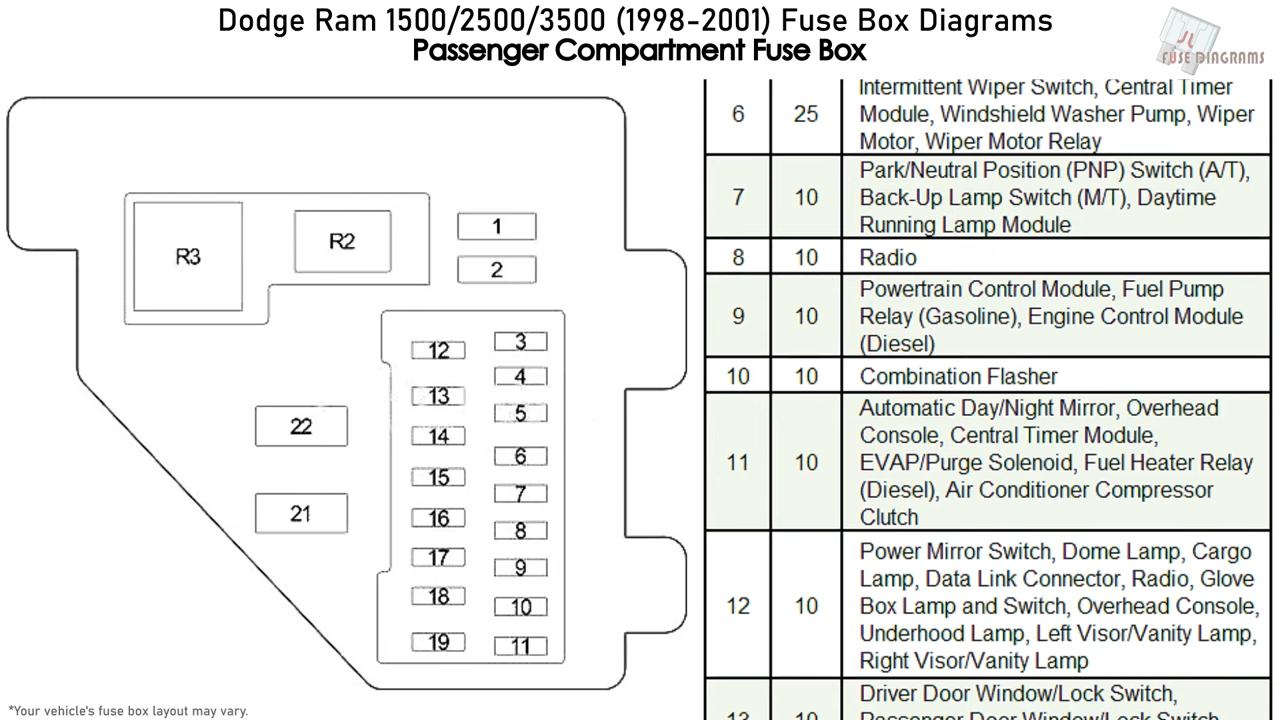 Dodge Ram 1500/2500/3500 (1998-2001) Fuse Box Diagrams
Passenger Compartment Fuse Box
JL
FUSE DIAGRAMS
R3
R2
1
2
12
3
13
4
14
5
15
6
16
7
17
8
18
9
19
10
11
22
21
Intermittent Wiper Switch, Central Timer
6 25 Module, Windshield Washer Pump, Wiper
Motor, Wiper Motor Relay
Park/Neutral Position (PNP) Switch (A/T),
7 10 Back-Up Lamp Switch (M/T), Daytime
Running Lamp Module
8 10 Radio
Powertrain Control Module, Fuel Pump
9 10 Relay (Gasoline), Engine Control Module
(Diesel)
10 10 Combination Flasher
Automatic Day/Night Mirror, Overhead
Console, Central Timer Module,
11 10 EVAP/Purge Solenoid, Fuel Heater Relay
(Diesel), Air Conditioner Compressor
Clutch
Power Mirror Switch, Dome Lamp, Cargo
Lamp, Data Link Connector, Radio, Glove
12 10 Box Lamp and Switch, Overhead Console,
Underhood Lamp, Left Visor/Vanity Lamp,
Right Visor/Vanity Lamp
Driver Door Window/Lock Switch,
13 10 Passenger Door Window/Lock Switch
*Your vehicle's fuse box layout may vary.